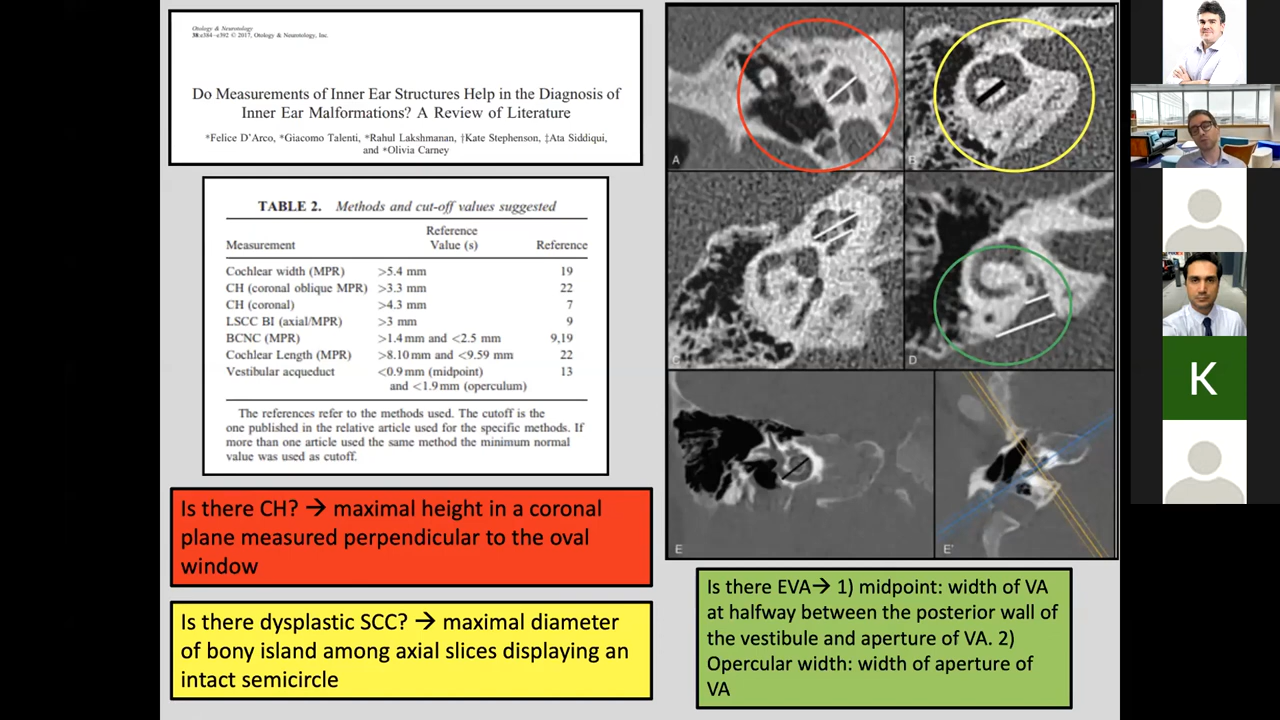 Otology & Neurotology
38:e384–e392 © 2017, Otology & Neurotology, Inc.
Do Measurements of Inner Ear Structures Help in the Diagnosis of
Inner Ear Malformations? A Review of Literature
*Felice D'Arco, *Giacomo Talenti, *Rahul Lakshmanan, †Kate Stephenson, ‡Ata Siddiqui,
and *Olivia Carney
TABLE 2. Methods and cut-off values suggested
Reference
Measurement Value (s) Reference
Cochlear width (MPR) >5.4 mm 19
CH (coronal oblique MPR) >3.3 mm 22
CH (coronal) >4.3 mm 7
LSCC BI (axial/MPR) >3 mm 9
BCNC (MPR) >1.4 mm and <2.5 mm 9,19
Cochlear Length (MPR) >8.10 mm and <9.59 mm 22
Vestibular acqueduct <0.9 mm (midpoint) 13
and <1.9 mm (operculum)
The references refer to the methods used. The cutoff is the
one published in the relative article used for the specific methods. If
more than one article used the same method the minimum normal
value was used as cutoff.
Is there CH? → maximal height in a coronal
plane measured perpendicular to the oval
window
Is there dysplastic SCC? → maximal diameter
of bony island among axial slices displaying an
intact semicircle
A
B
C
D
E
E'
Is there EVA→ 1) midpoint: width of VA
at halfway between the posterior wall of
the vestibule and aperture of VA. 2)
Opercular width: width of aperture of
VA
K